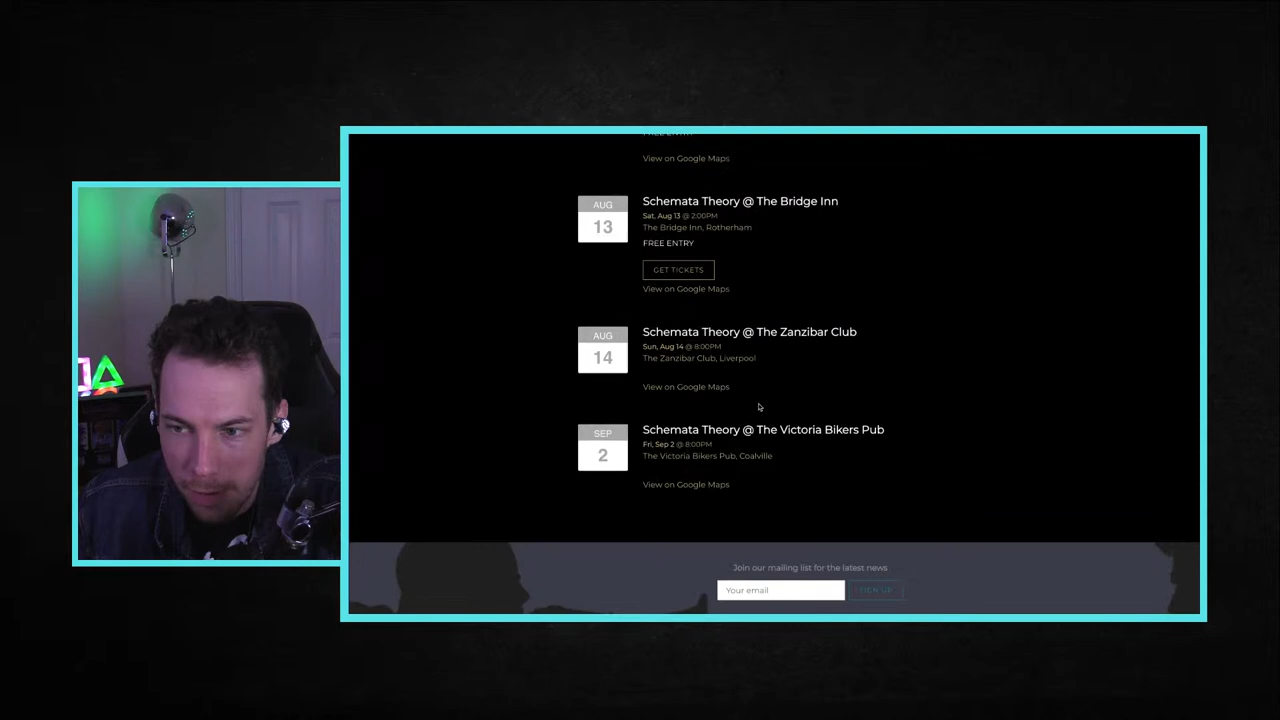 View on Google Maps
AUG
13
Schemata Theory @ The Bridge Inn
Sat, Aug 13 @ 2:00PM
The Bridge Inn, Rotherham
FREE ENTRY
GET TICKETS
View on Google Maps
AUG
14
Schemata Theory @ The Zanzibar Club
Sun, Aug 14 @ 8:00PM
The Zanzibar Club, Liverpool
View on Google Maps
SEP
2
Schemata Theory @ The Victoria Bikers Pub
Fri, Sep 2 @ 8:00PM
The Victoria Bikers Pub, Coalville
View on Google Maps
Join our mailing list for the latest news
Your email
SIGN UP